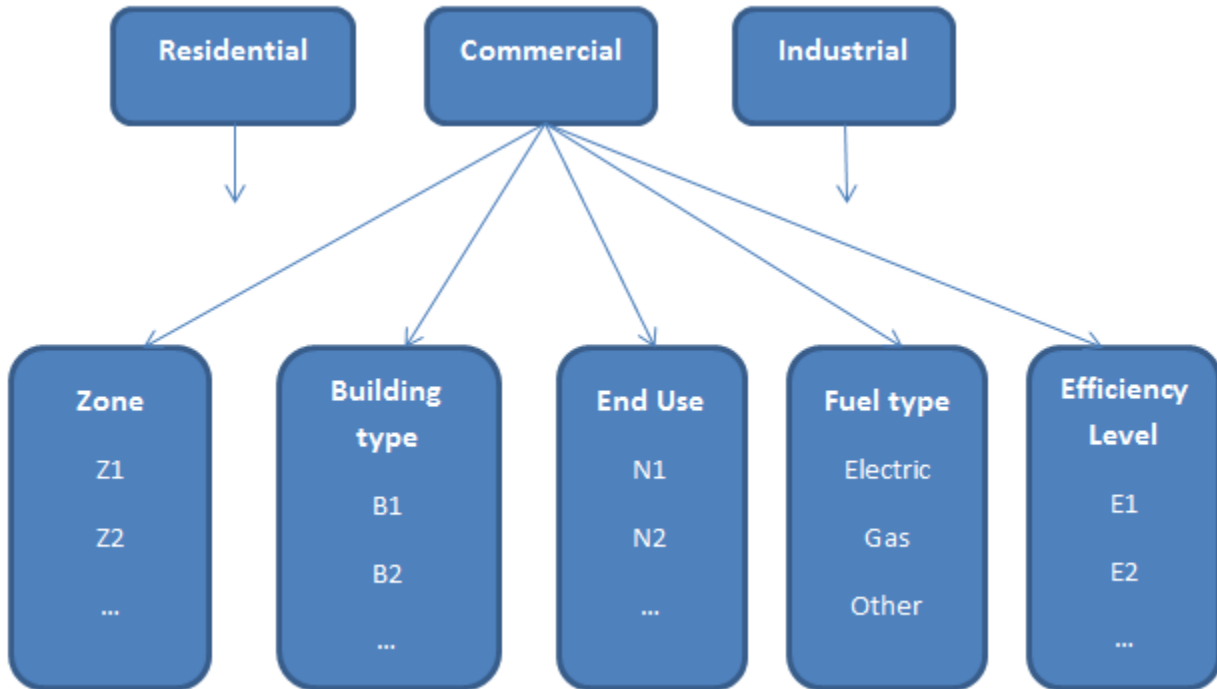 Residential
Commercial
Industrial
Zone
Z1
Z2
...
Building
type
B1
B2
...
End Use
N1
N2
...
Fuel type
Electric
Gas
Other
Efficiency
Level
E1
E2
...